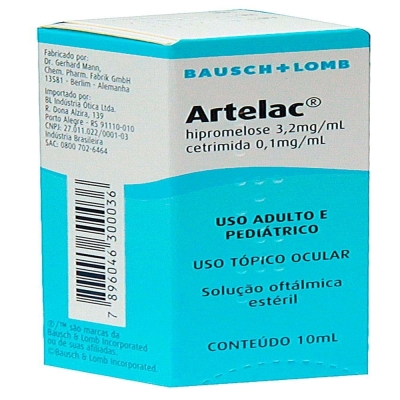 Fabricado por:
Dr. Gerhard Mann,
Chem. Pharm. Fabrik GmbH
13581 - Berlim - Alemanha
Importado por:
BL Indústria Ótica Ltda.
R. Dona Alzira, 139
Porto Alegre - RS 91110-010
CNPJ: 27.011.022/0001-03
Indústria Brasileira
SAC: 0800 702-6464
7 896046 300036
®/™ são marcas da
Bausch & Lomb Incorporated
ou de suas afiliadas.
©Bausch & Lomb Incorporated
BAUSCH+LOMB
Artelac®
hipromelose 3,2mg/mL
cetrimida 0,1mg/mL
USO ADULTO E
PEDIÁTRICO
USO TÓPICO OCULAR
Solução oftálmica
estéril
CONTEÚDO 10mL